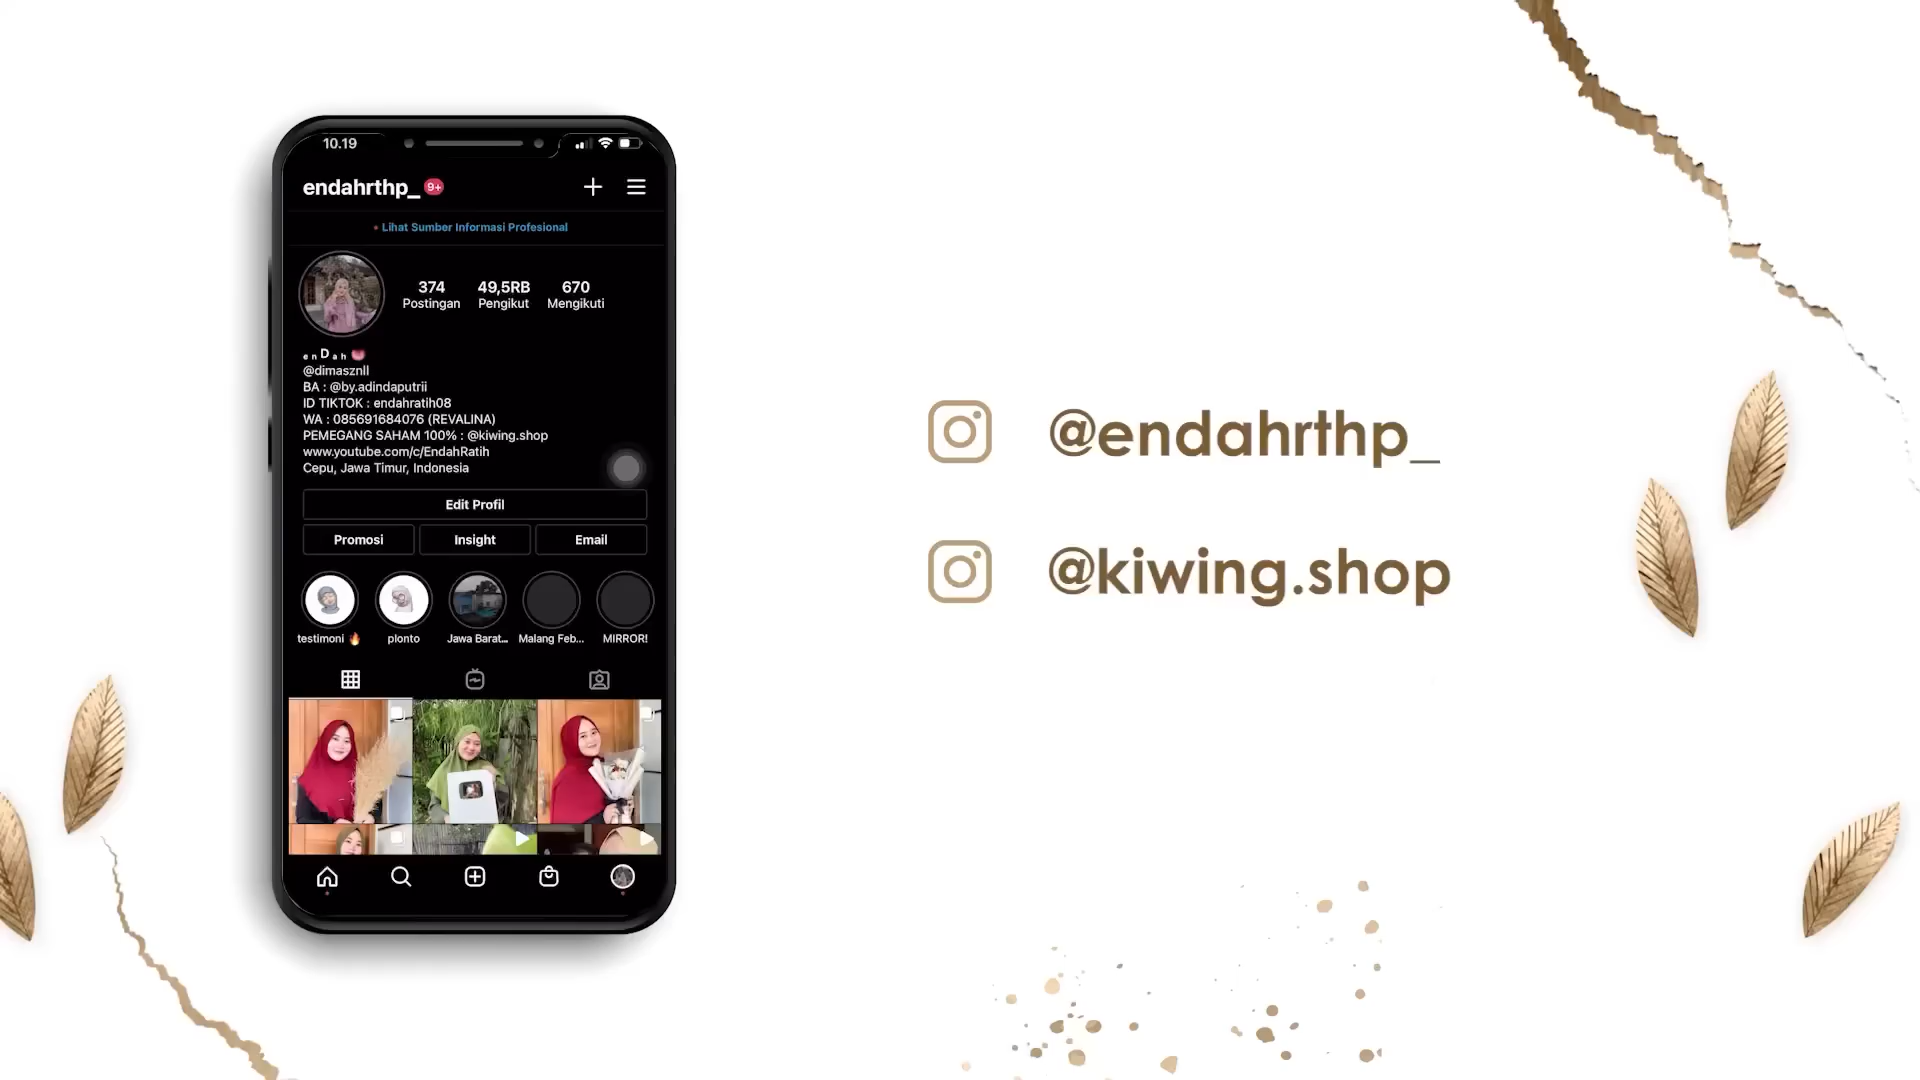 10.19
endahrthp_ 9+
Lihat Sumber Informasi Profesional
374 49,5RB 670
Postingan Pengikut Mengikuti
enDah
@dimasznll
BA : @by.adindaputrii
ID TIKTOK : endahratih08
WA : 085691684076 (REVALINA)
PEMEGANG SAHAM 100% : @kiwing.shop
www.youtube.com/c/EndahRatih
Cepu, Jawa Timur, Indonesia
Edit Profil
Promosi Insight Email
testimoni 🔥 plonto Jawa Barat... Malang Feb... MIRROR!
@endahrthp_
@kiwing.shop